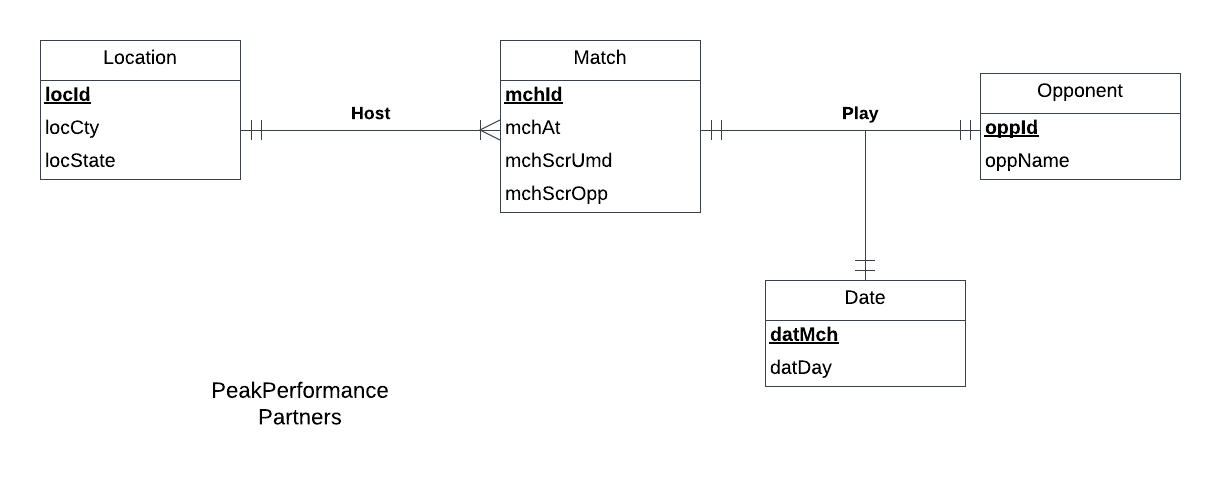 Location
locId
locCty
locState
Host
Match
mchId
mchAt
mchScrUmd
mchScrOpp
Play
Opponent
oppId
oppName
Date
datMch
datDay
PeakPerformance
Partners